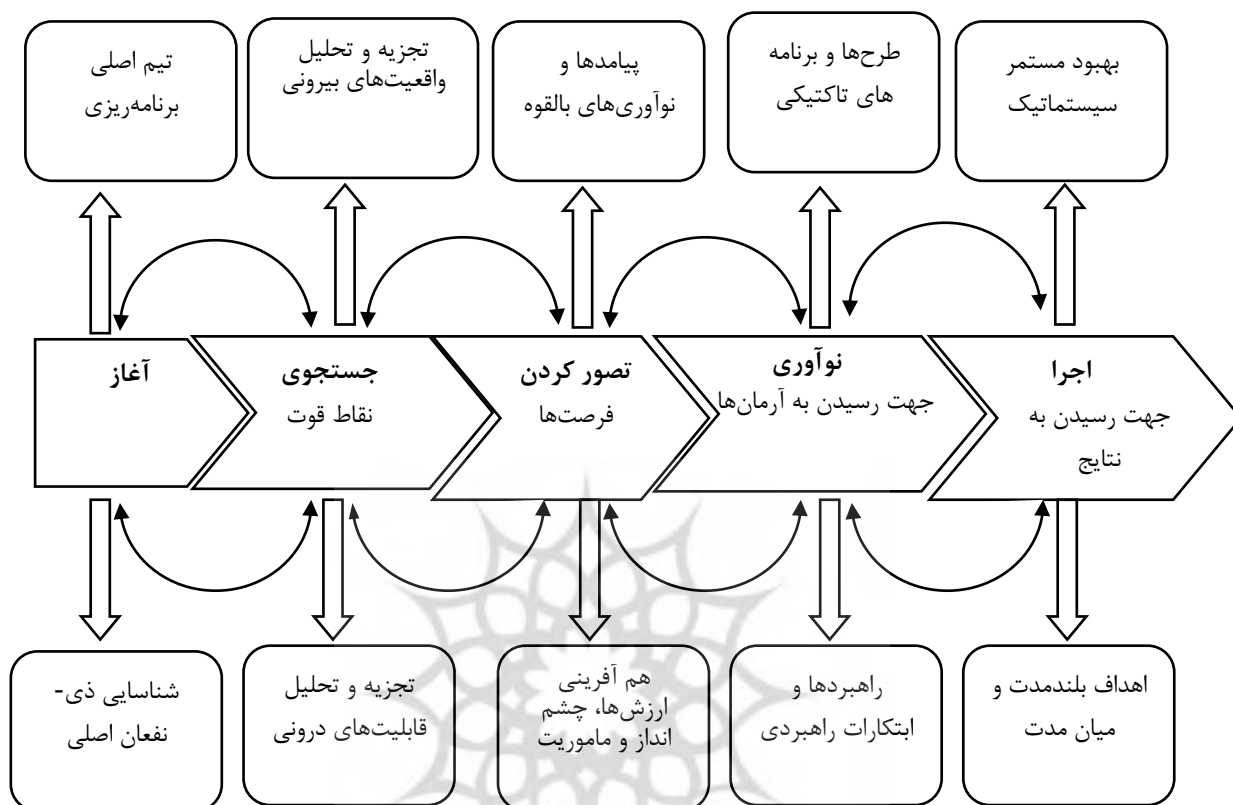 تیم اصلی
برنامه‌ریزی
تجزیه و تحلیل
واقعیت‌های بیرونی
پیامدها و
نوآوری‌های بالقوه
طرح‌ها و برنامه
های تاکتیکی
بهبود مستمر
سیستماتیک
آغاز
جستجوی
نقاط قوت
تصور کردن
فرصت‌ها
نوآوری
جهت رسیدن به آرمان‌ها
اجرا
جهت رسیدن به
نتایج
شناسایی ذی-
نفعان اصلی
تجزیه و تحلیل
قابلیت‌های درونی
هم آفرینی
ارزش‌ها، چشم
انداز و ماموریت
راهبردها و
ابتکارات راهبردی
اهداف بلندمدت و
میان مدت